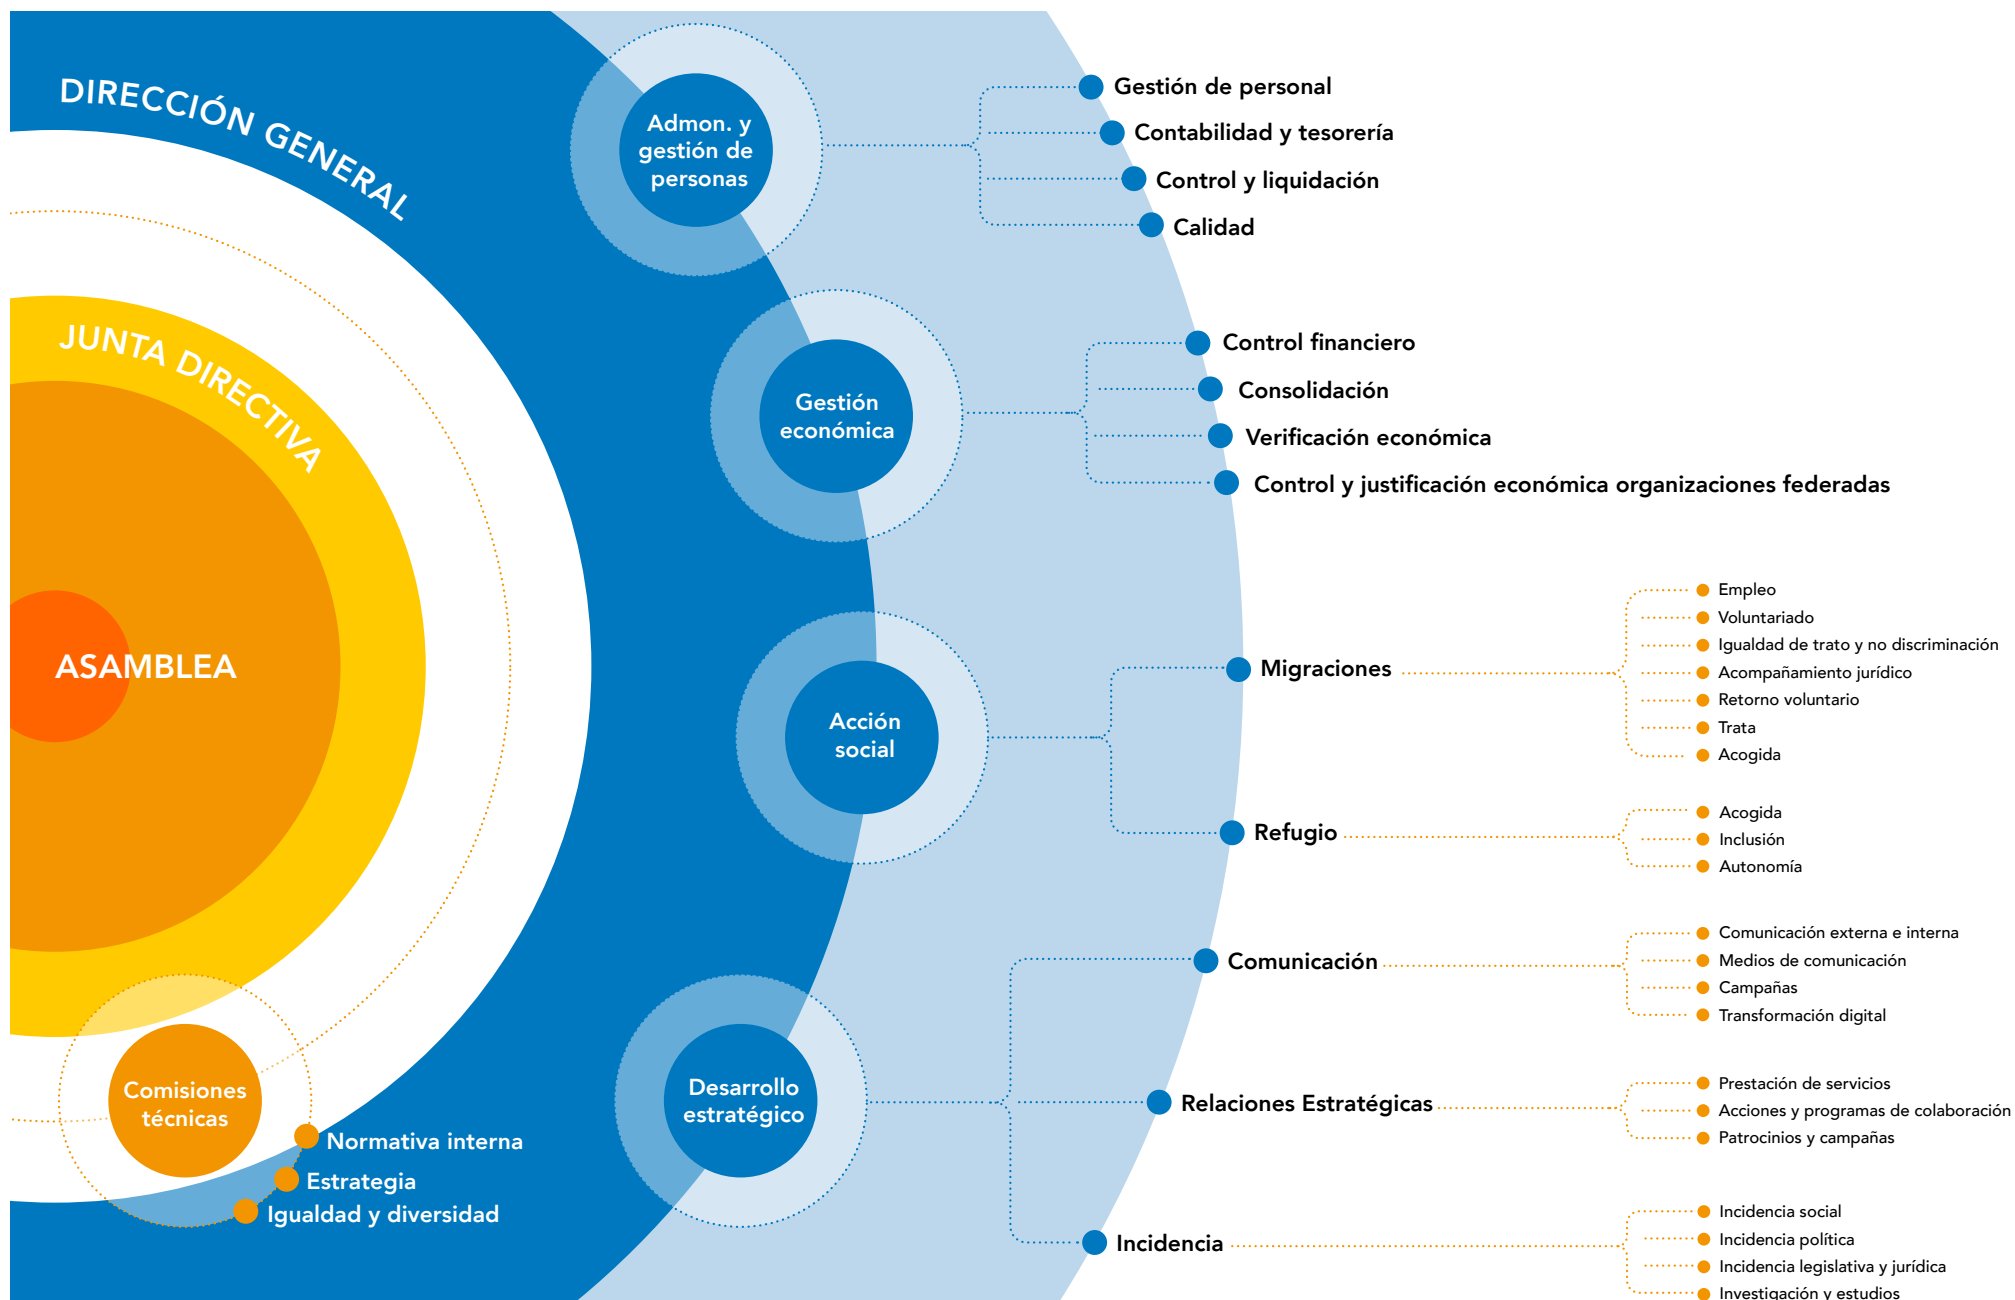 DIRECCIÓN GENERAL
JUNTA DIRECTIVA
ASAMBLEA
Comisiones
técnicas
Normativa interna
Estrategia
Igualdad y diversidad
Admon. y
gestión de
personas
Gestión de personal
Contabilidad y tesorería
Control y liquidación
Calidad
Gestión
económica
Control financiero
Consolidación
Verificación económica
Control y justificación económica organizaciones federadas
Acción
social
Migraciones
Empleo
Voluntariado
Igualdad de trato y no discriminación
Acompañamiento jurídico
Retorno voluntario
Trata
Acogida
Refugio
Acogida
Inclusión
Autonomía
Desarrollo
estratégico
Comunicación
Comunicación externa e interna
Medios de comunicación
Campañas
Transformación digital
Relaciones Estratégicas
Prestación de servicios
Acciones y programas de colaboración
Patrocinios y campañas
Incidencia
Incidencia social
Incidencia política
Incidencia legislativa y jurídica
Investigación y estudios